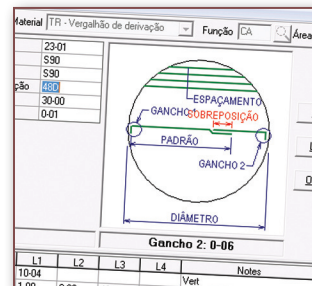 Material TR - Vergalhão de derivação Função CA Área
23-01
S90
S90
ção 48D
30-00
0-01
ESPAÇAMENTO
GANCHO
SOBREPOSIÇÃO
PADRÃO
GANCHO 2
DIÂMETRO
Gancho 2: 0-06
L1 L2 L3 L4 Notes
10-04 Vert